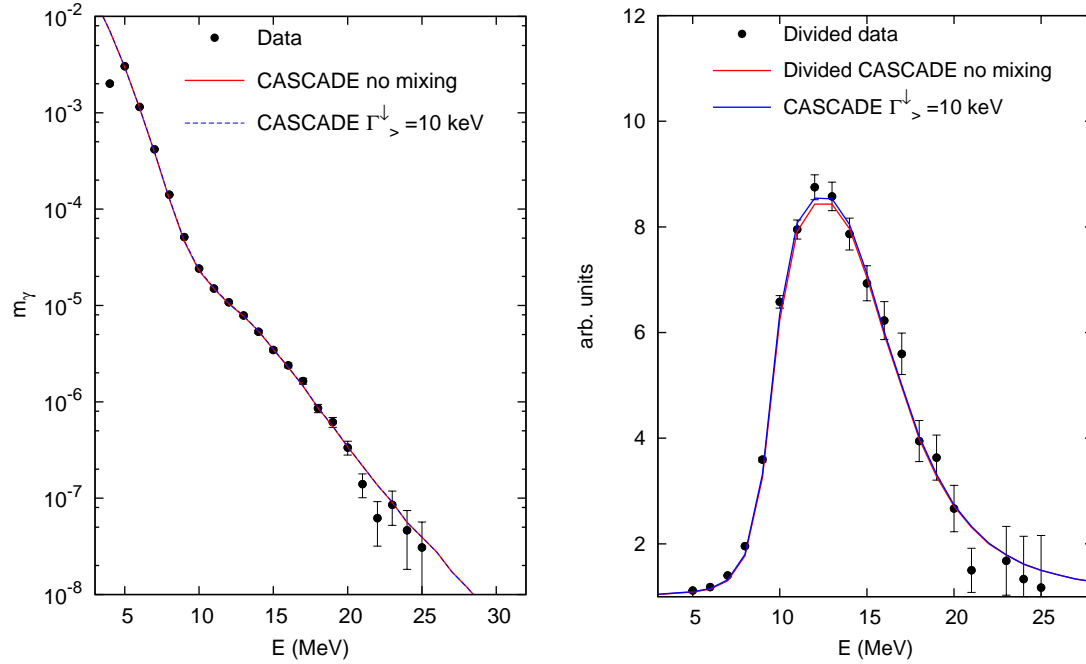 10⁻²
10⁻³
10⁻⁴
10⁻⁵
10⁻⁶
10⁻⁷
10⁻⁸
m_γ
Data
CASCADE no mixing
CASCADE Γ↓> =10 keV
5 10 15 20 25 30
E (MeV)
12
10
8
6
4
2
arb. units
Divided data
Divided CASCADE no mixing
CASCADE Γ↓> =10 keV
5 10 15 20 25
E (MeV)